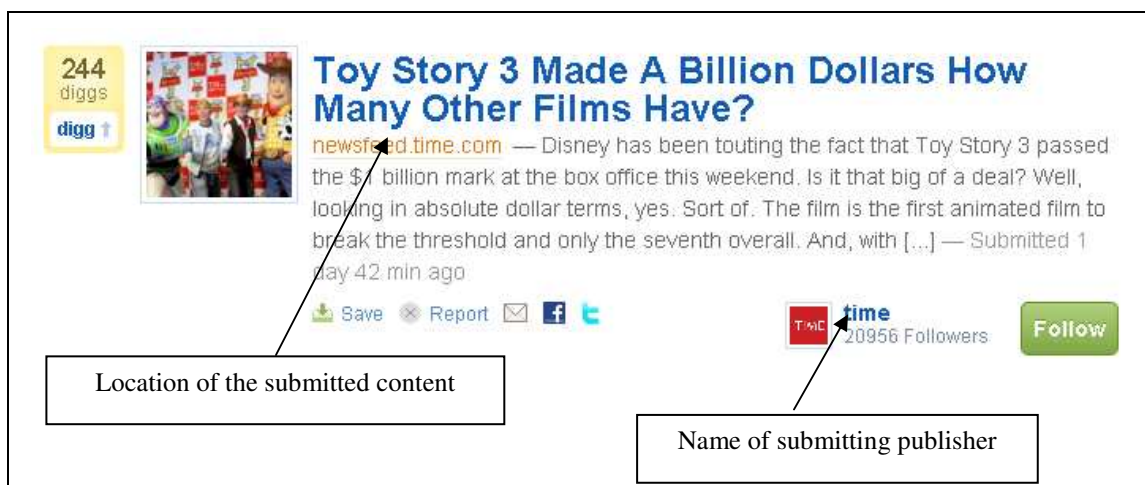 244
diggs
digg
Toy Story 3 Made A Billion Dollars How
Many Other Films Have?
newsfeed.time.com — Disney has been touting the fact that Toy Story 3 passed
the $1 billion mark at the box office this weekend. Is it that big of a deal? Well,
looking in absolute dollar terms, yes. Sort of. The film is the first animated film to
break the threshold and only the seventh overall. And, with [...] — Submitted 1
day 42 min ago
Save Report f t
TIME
time
20956 Followers
Follow
Location of the submitted content
Name of submitting publisher